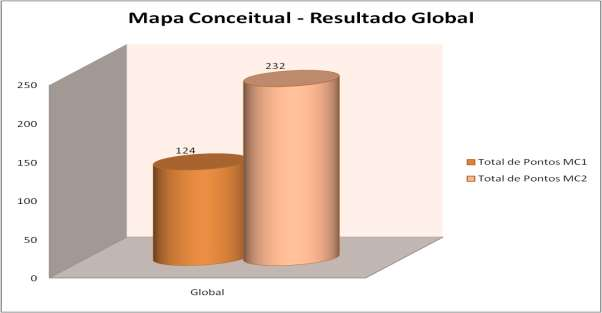 Mapa Conceitual - Resultado Global
232
124
250
200
150
100
50
0
Global
Total de Pontos MC1
Total de Pontos MC2